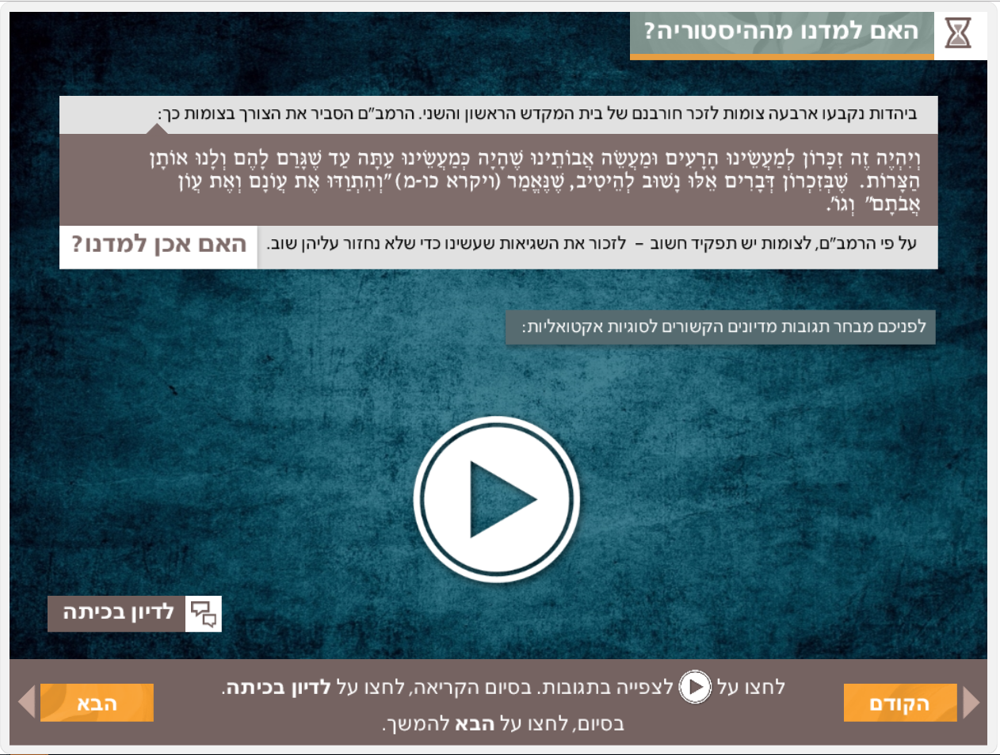 האם למדנו מההיסטוריה?
ביהדות נקבעו ארבעה צומות לזכר חורבנם של בית המקדש הראשון והשני. הרמב"ם הסביר את הצורך בצומות כך:
וְיִהְיֶה זֶה זִכָּרוֹן לְמַעֲשֵׂינוּ הָרָעִים וּמַעֲשֵׂה אֲבוֹתֵינוּ שֶׁהָיָה כְּמַעֲשֵׂינוּ עַתָּה עַד שֶׁגָּרַם לָהֶם וְלָנוּ אוֹתָן
הַצָּרוֹת. שֶׁבְּזִכְרוֹן דְּבָרִים אֵלּוּ נָשׁוּב לְהֵיטִיב, שֶׁנֶּאֱמַר (ויקרא כו-מ) "וְהִתְוַדּוּ אֶת עֲוֹנָם וְאֶת עֲוֹן
אֲבֹתָם" וְגוֹ'.
על פי הרמב"ם, לצומות יש תפקיד חשוב – לזכור את השגיאות שעשינו כדי שלא נחזור עליהן שוב. האם אכן למדנו?
לפניכם מבחר תגובות מדיונים הקשורים לסוגיות אקטואליות:
לדיון בכיתה
לחצו על לצפייה בתגובות. בסיום הקריאה, לחצו על לדיון בכיתה.
הקודם
הבא
בסיום, לחצו על הבא להמשך.